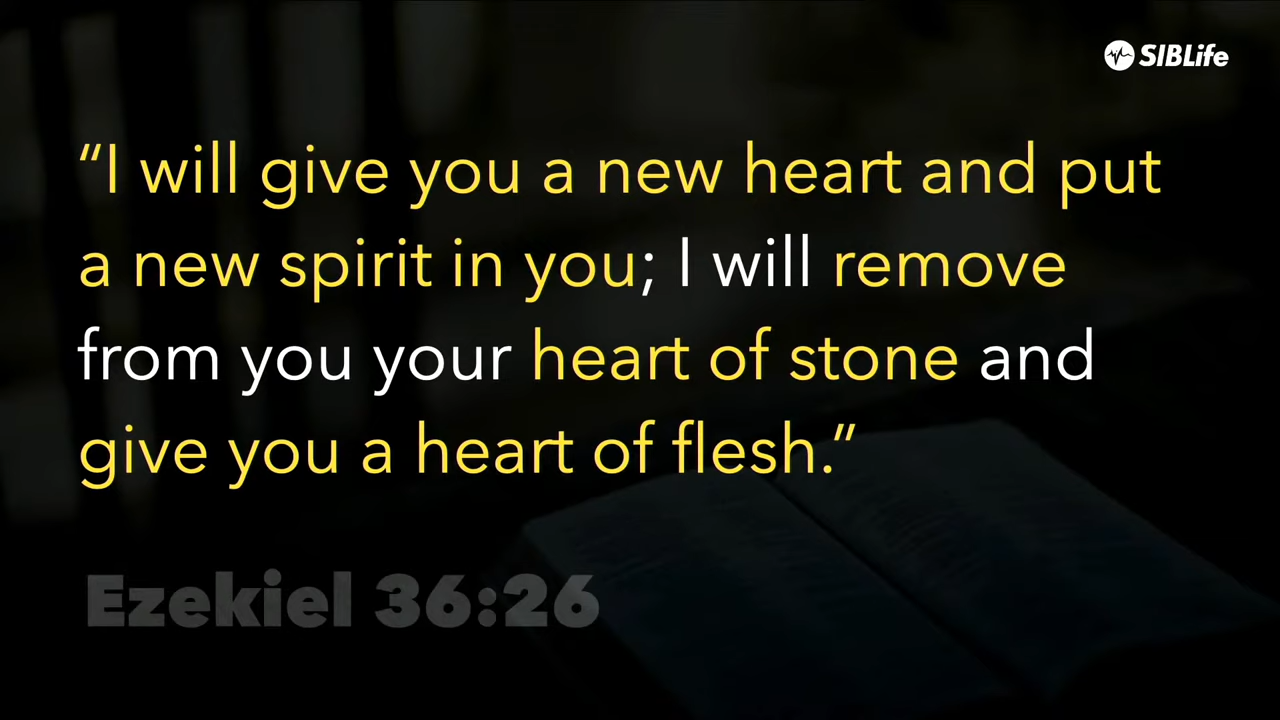 SIBLife
“I will give you a new heart and put
a new spirit in you; I will remove
from you your heart of stone and
give you a heart of flesh.”
Ezekiel 36:26